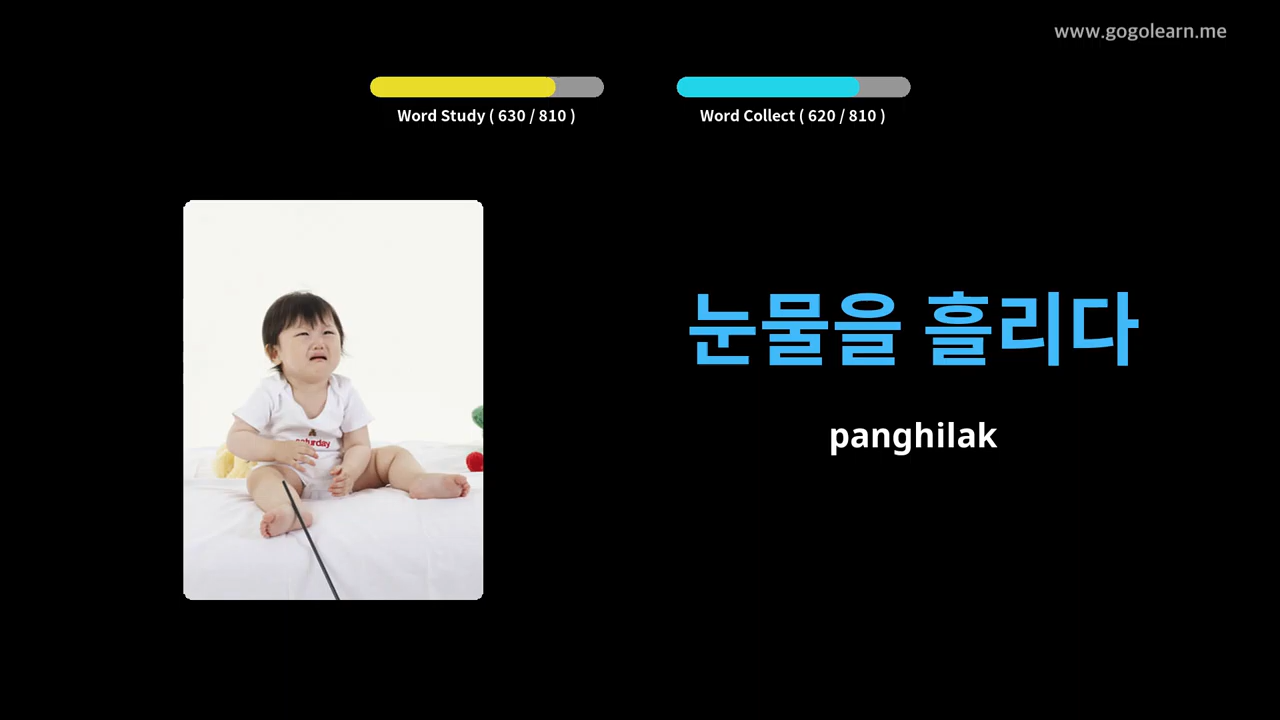 www.gogolearn.me
Word Study ( 630 / 810 )
Word Collect ( 620 / 810 )
눈물을 흘리다
panghilak